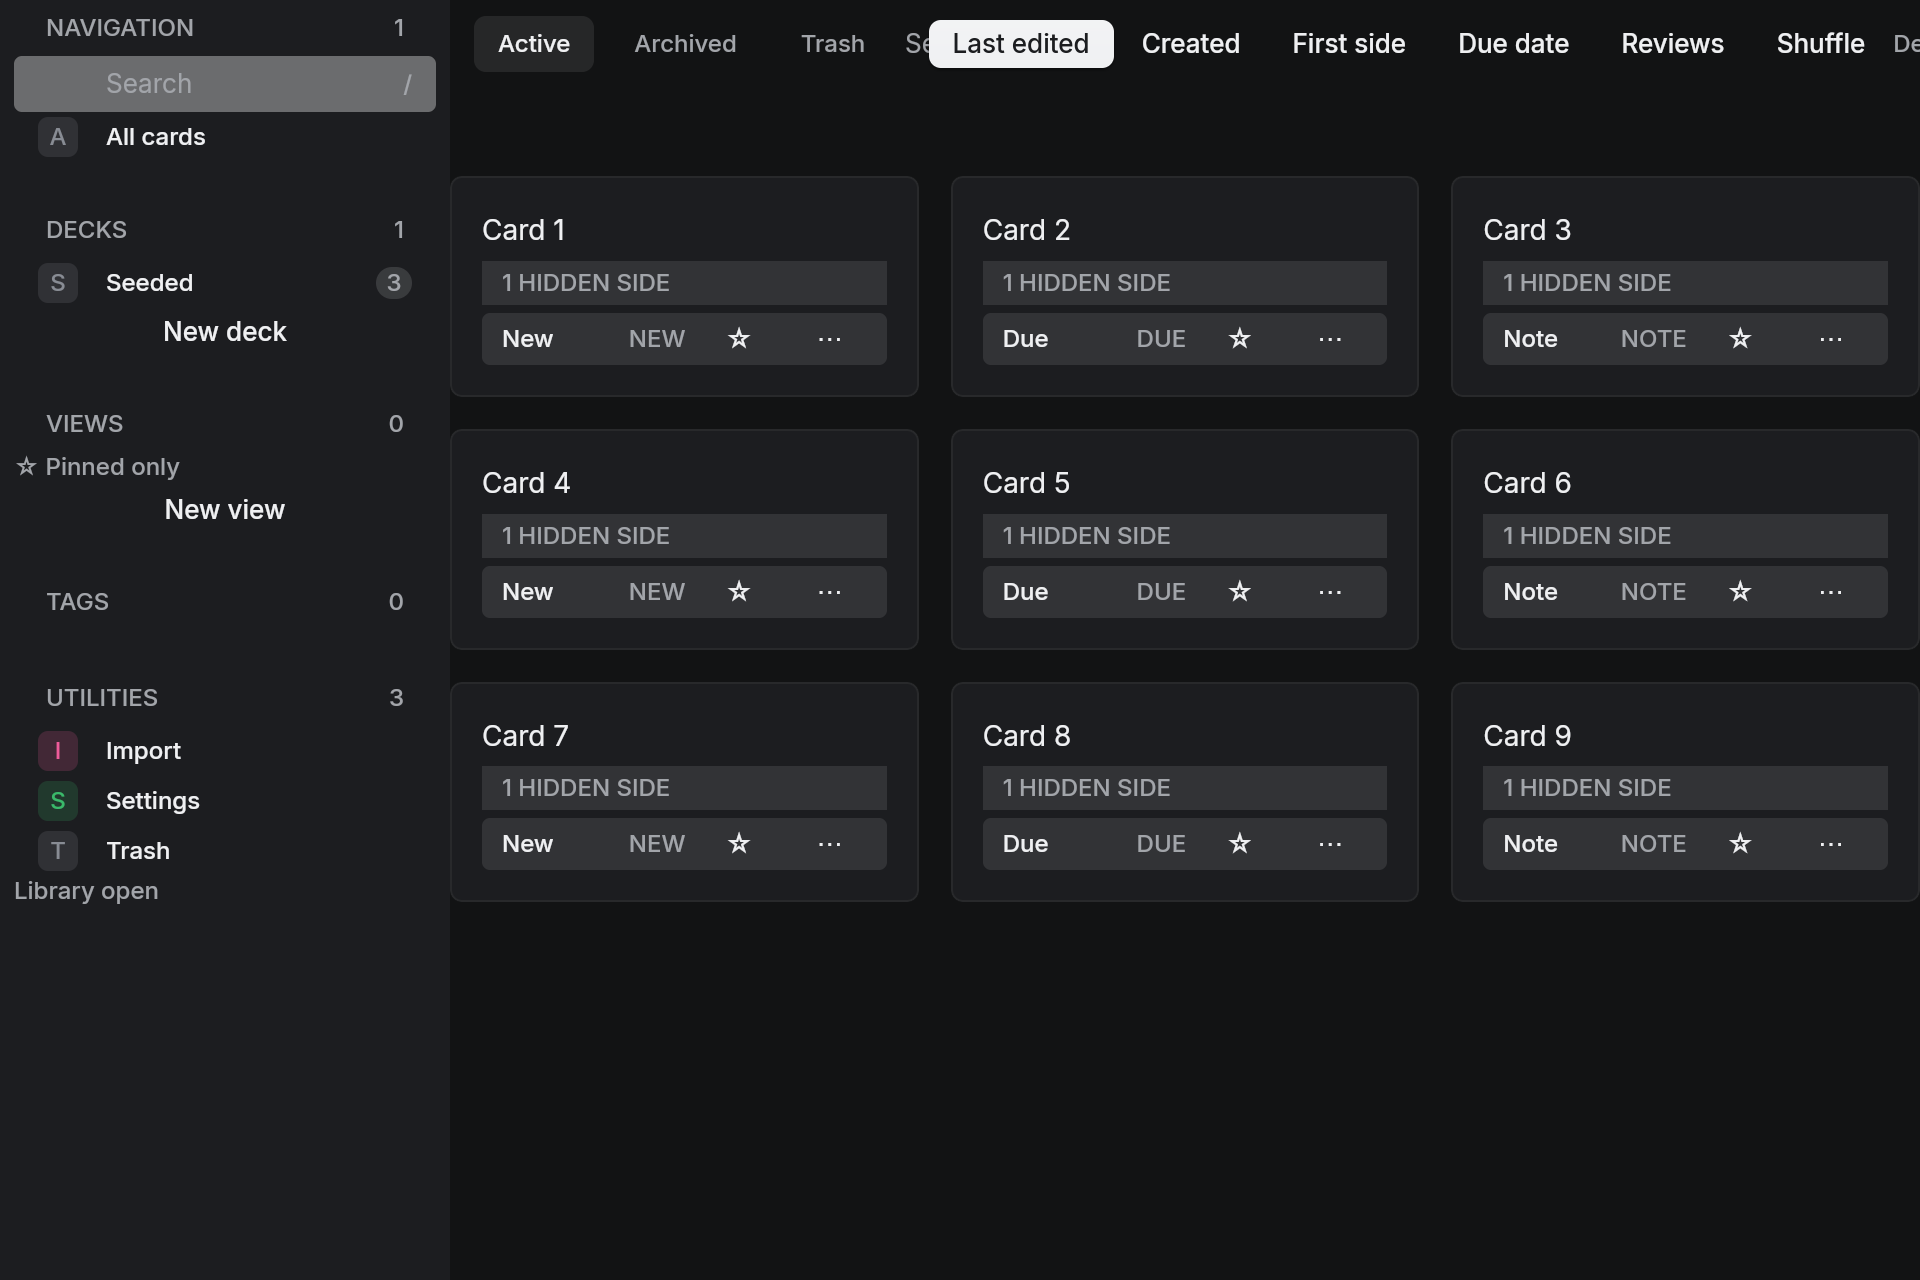 NAVIGATION 1
Search /
A All cards
DECKS 1
S Seeded 3
New deck
VIEWS 0
☆ Pinned only
New view
TAGS 0
UTILITIES 3
I Import
S Settings
T Trash
Library open
Active Archived Trash Last edited Created First side Due date Reviews Shuffle
Card 1
1 HIDDEN SIDE
New NEW ☆ ...
Card 2
1 HIDDEN SIDE
Due DUE ☆ ...
Card 3
1 HIDDEN SIDE
Note NOTE ☆ ...
Card 4
1 HIDDEN SIDE
New NEW ☆ ...
Card 5
1 HIDDEN SIDE
Due DUE ☆ ...
Card 6
1 HIDDEN SIDE
Note NOTE ☆ ...
Card 7
1 HIDDEN SIDE
New NEW ☆ ...
Card 8
1 HIDDEN SIDE
Due DUE ☆ ...
Card 9
1 HIDDEN SIDE
Note NOTE ☆ ...